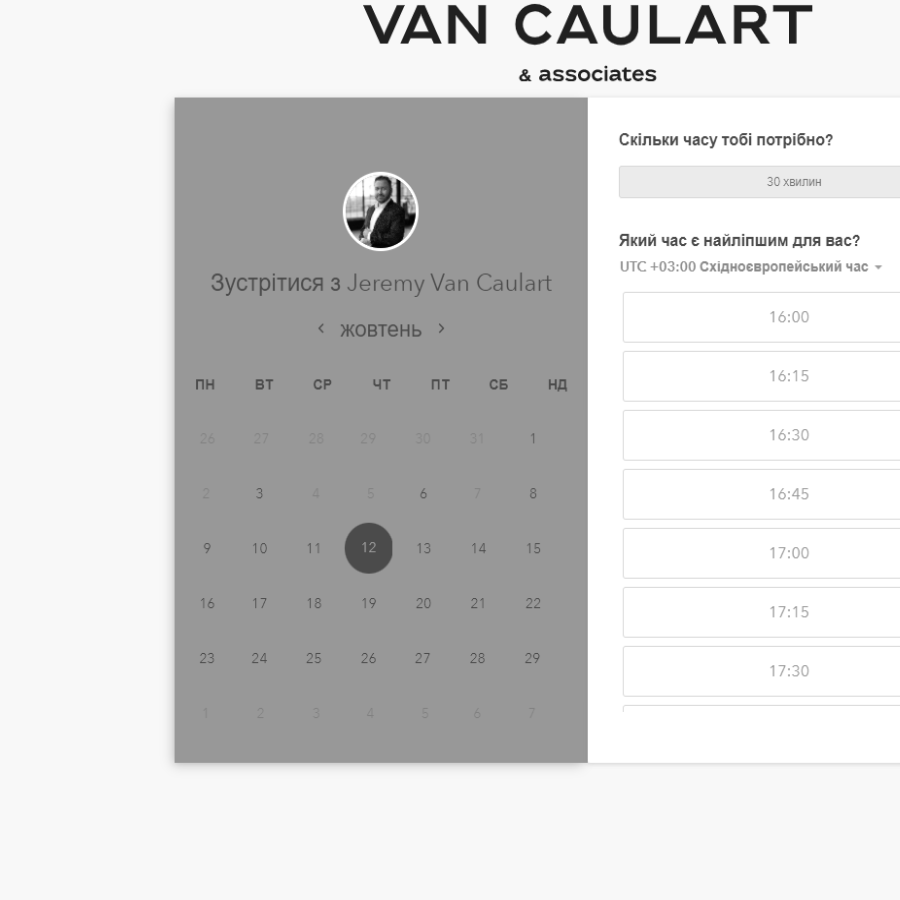 VAN CAULART
& associates
Зустрітися з Jeremy Van Caulart
жовтень
ПН ВТ СР ЧТ ПТ СБ НД
26 27 28 29 30 31 1
2 3 4 5 6 7 8
9 10 11 12 13 14 15
16 17 18 19 20 21 22
23 24 25 26 27 28 29
1 2 3 4 5 6 7
Скільки часу тобі потрібно?
30 хвилин
Який час є найліпшим для вас?
UTC +03:00 Східноєвропейський час
16:00
16:15
16:30
16:45
17:00
17:15
17:30